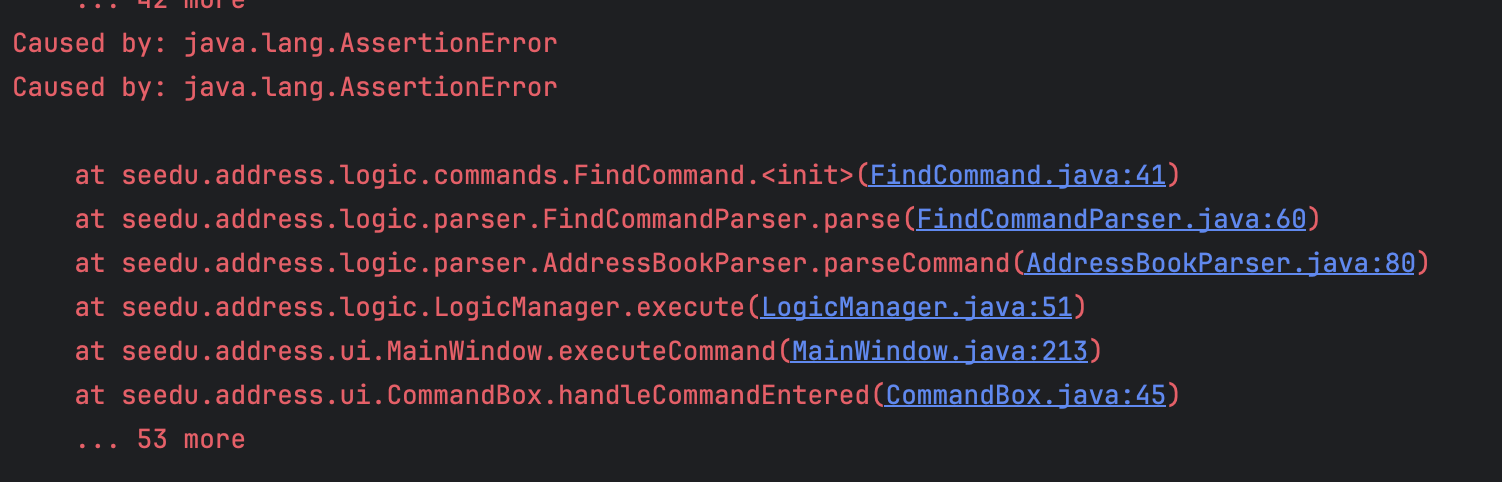 ... 42 more
Caused by: java.lang.AssertionError
Caused by: java.lang.AssertionError
at seedu.address.logic.commands.FindCommand.<init>(FindCommand.java:41)
at seedu.address.logic.parser.FindCommandParser.parse(FindCommandParser.java:60)
at seedu.address.logic.parser.AddressBookParser.parseCommand(AddressBookParser.java:80)
at seedu.address.logic.LogicManager.execute(LogicManager.java:51)
at seedu.address.ui.MainWindow.executeCommand(MainWindow.java:213)
at seedu.address.ui.CommandBox.handleCommandEntered(CommandBox.java:45)
... 53 more